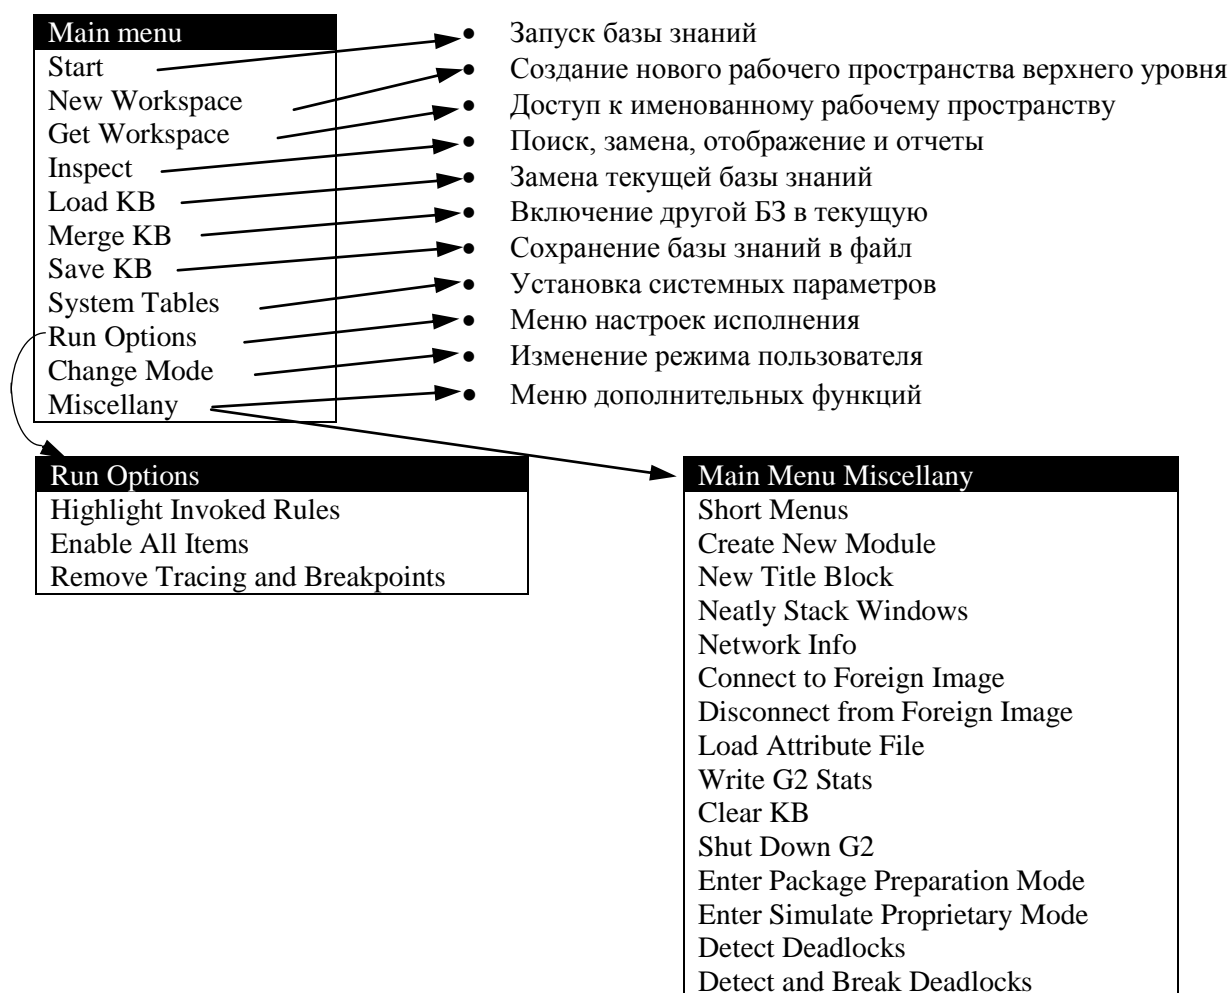 Main menu
• Запуск базы знаний
Start
• Создание нового рабочего пространства верхнего уровня
New Workspace
• Доступ к именованному рабочему пространству
Get Workspace
• Поиск, замена, отображение и отчеты
Inspect
• Замена текущей базы знаний
Load KB
• Включение другой БЗ в текущую
Merge KB
• Сохранение базы знаний в файл
Save KB
• Установка системных параметров
System Tables
• Меню настроек исполнения
Run Options
• Изменение режима пользователя
Change Mode
• Меню дополнительных функций
Miscellany
Run Options
Highlight Invoked Rules
Enable All Items
Remove Tracing and Breakpoints
Main Menu Miscellany
Short Menus
Create New Module
New Title Block
Neatly Stack Windows
Network Info
Connect to Foreign Image
Disconnect from Foreign Image
Load Attribute File
Write G2 Stats
Clear KB
Shut Down G2
Enter Package Preparation Mode
Enter Simulate Proprietary Mode
Detect Deadlocks
Detect and Break Deadlocks